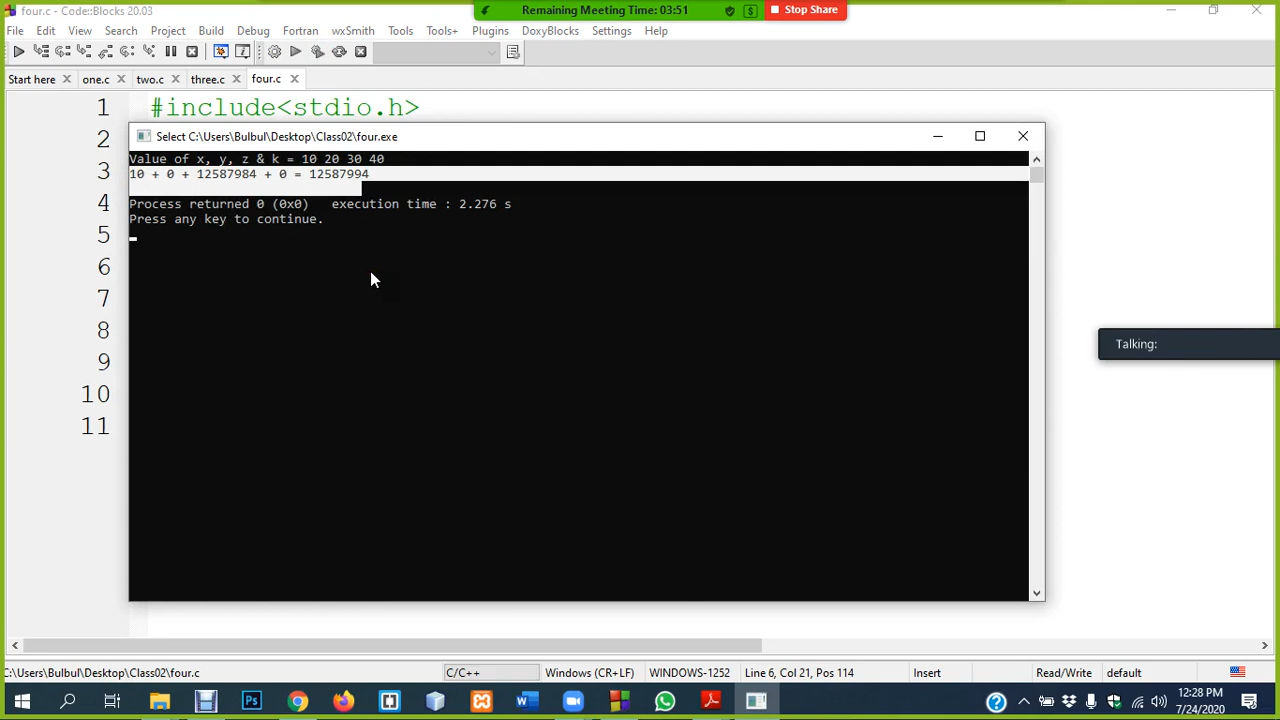 four.c - Code::Blocks 20.03
Remaining Meeting Time: 03:51
Stop Share
File Edit View Search Project Build Debug Fortran wxSmith Tools Tools+ Plugins DoxyBlocks Settings Help
Start here one.c two.c three.c four.c
1 #include<stdio.h>
2
3
4
5
6
7
8
9
10
11
Select C:\Users\Bulbul\Desktop\Class02\four.exe
Value of x, y, z & k = 10 20 30 40
10 + 0 + 12587984 + 0 = 12587994
Process returned 0 (0x0)   execution time : 2.276 s
Press any key to continue.
Talking:
C:\Users\Bulbul\Desktop\Class02\four.c C/C++ Windows (CR+LF) WINDOWS-1252 Line 6, Col 21, Pos 114 Insert Read/Write default
12:28 PM
7/24/2020